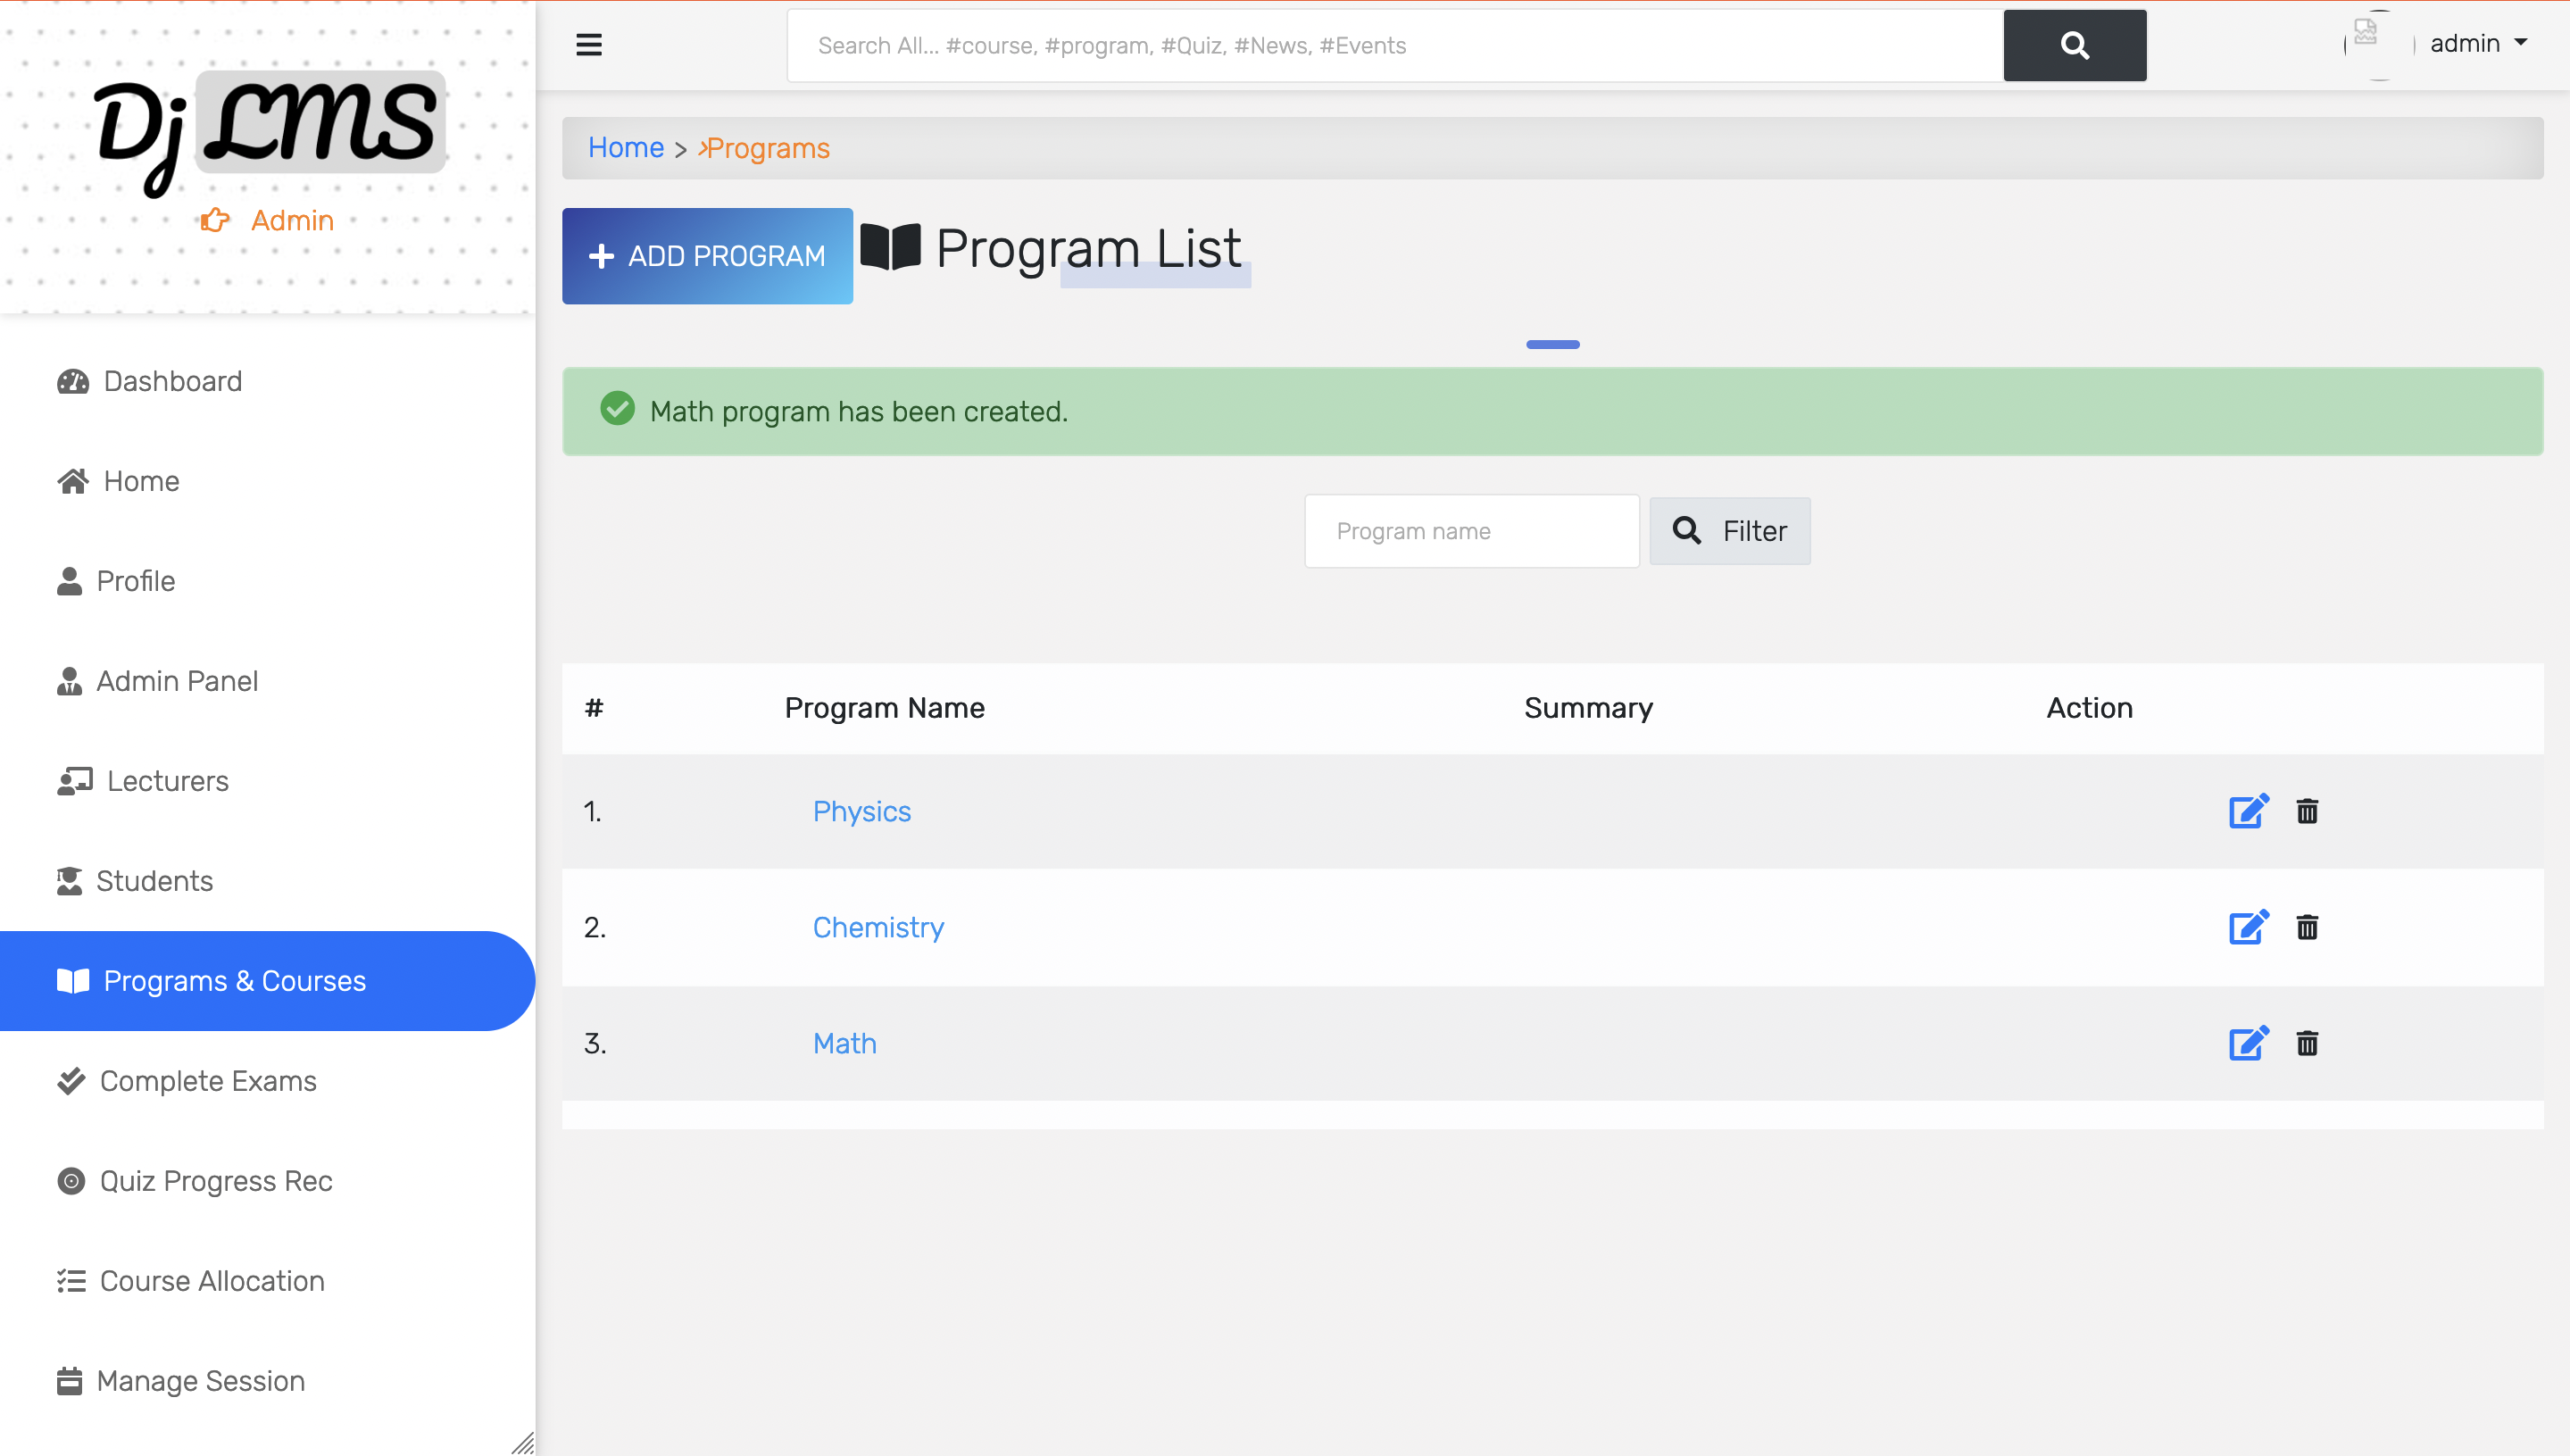 Dj LMS
Admin
Dashboard
Home
Profile
Admin Panel
Lecturers
Students
Programs & Courses
Complete Exams
Quiz Progress Rec
Course Allocation
Manage Session
Search All... #course, #program, #Quiz, #News, #Events
admin
Home > ›Programs
+ ADD PROGRAM Program List
Math program has been created.
Program name Filter
# Program Name Summary Action
1. Physics
2. Chemistry
3. Math